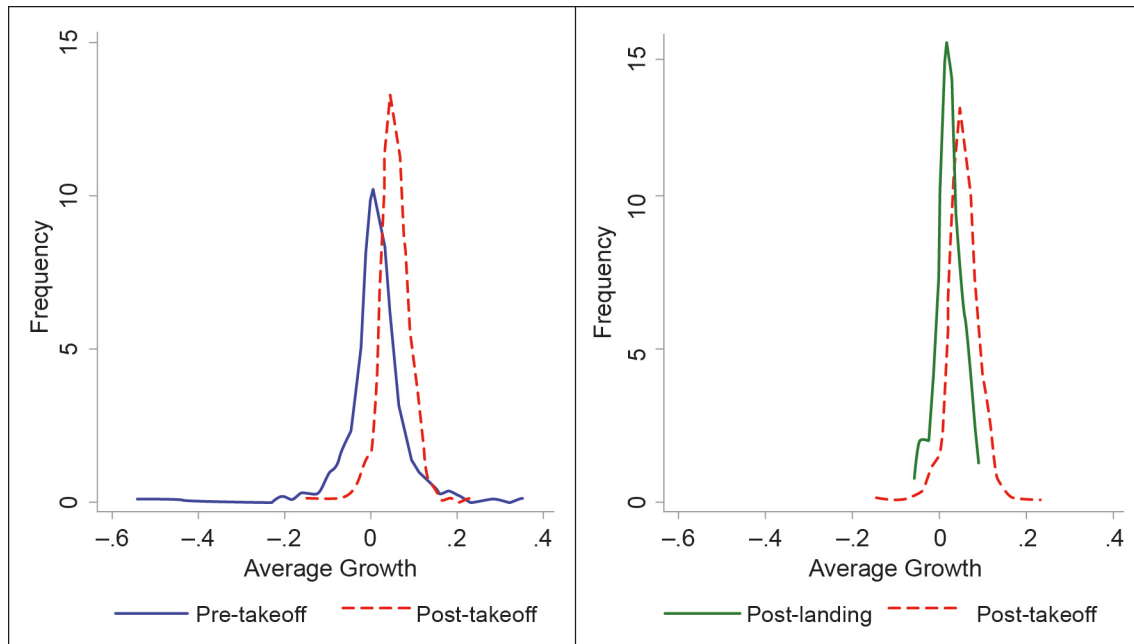 15
10
5
0
Frequency
–.6 –.4 –.2 0 .2 .4
Average Growth
Pre-takeoff Post-takeoff
15
10
5
0
Frequency
–.6 –.4 –.2 0 .2 .4
Average Growth
Post-landing Post-takeoff